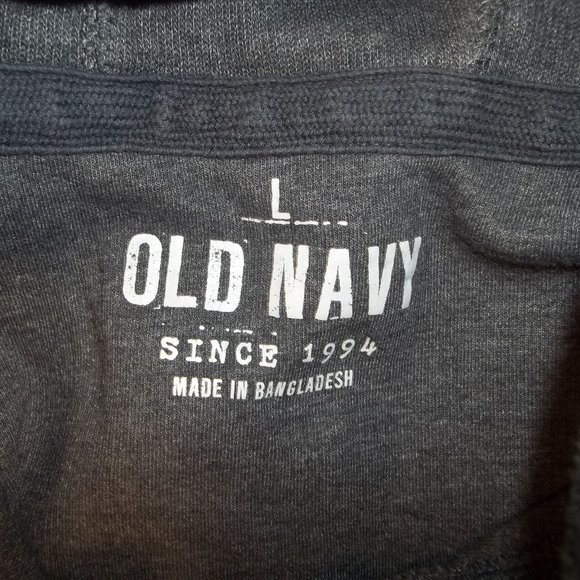 L
OLD NAVY
SINCE 1994
MADE IN BANGLADESH